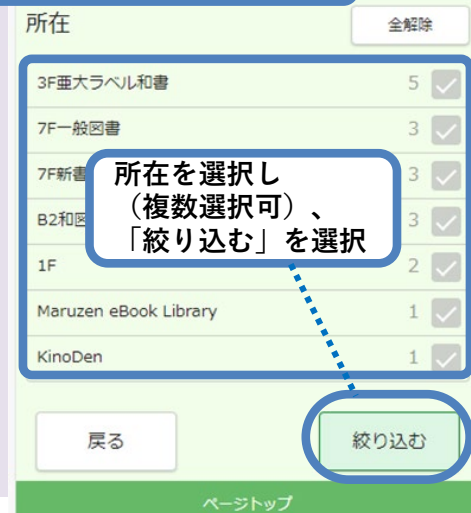 所在
全解除
3F亜大ラベル和書 5
7F一般図書 3
7F新書 3
B2和図 3
1F 2
Maruzen eBook Library 1
KinoDen 1
所在を選択し
（複数選択可）、
「絞り込む」を選択
戻る
絞り込む
ページトップ